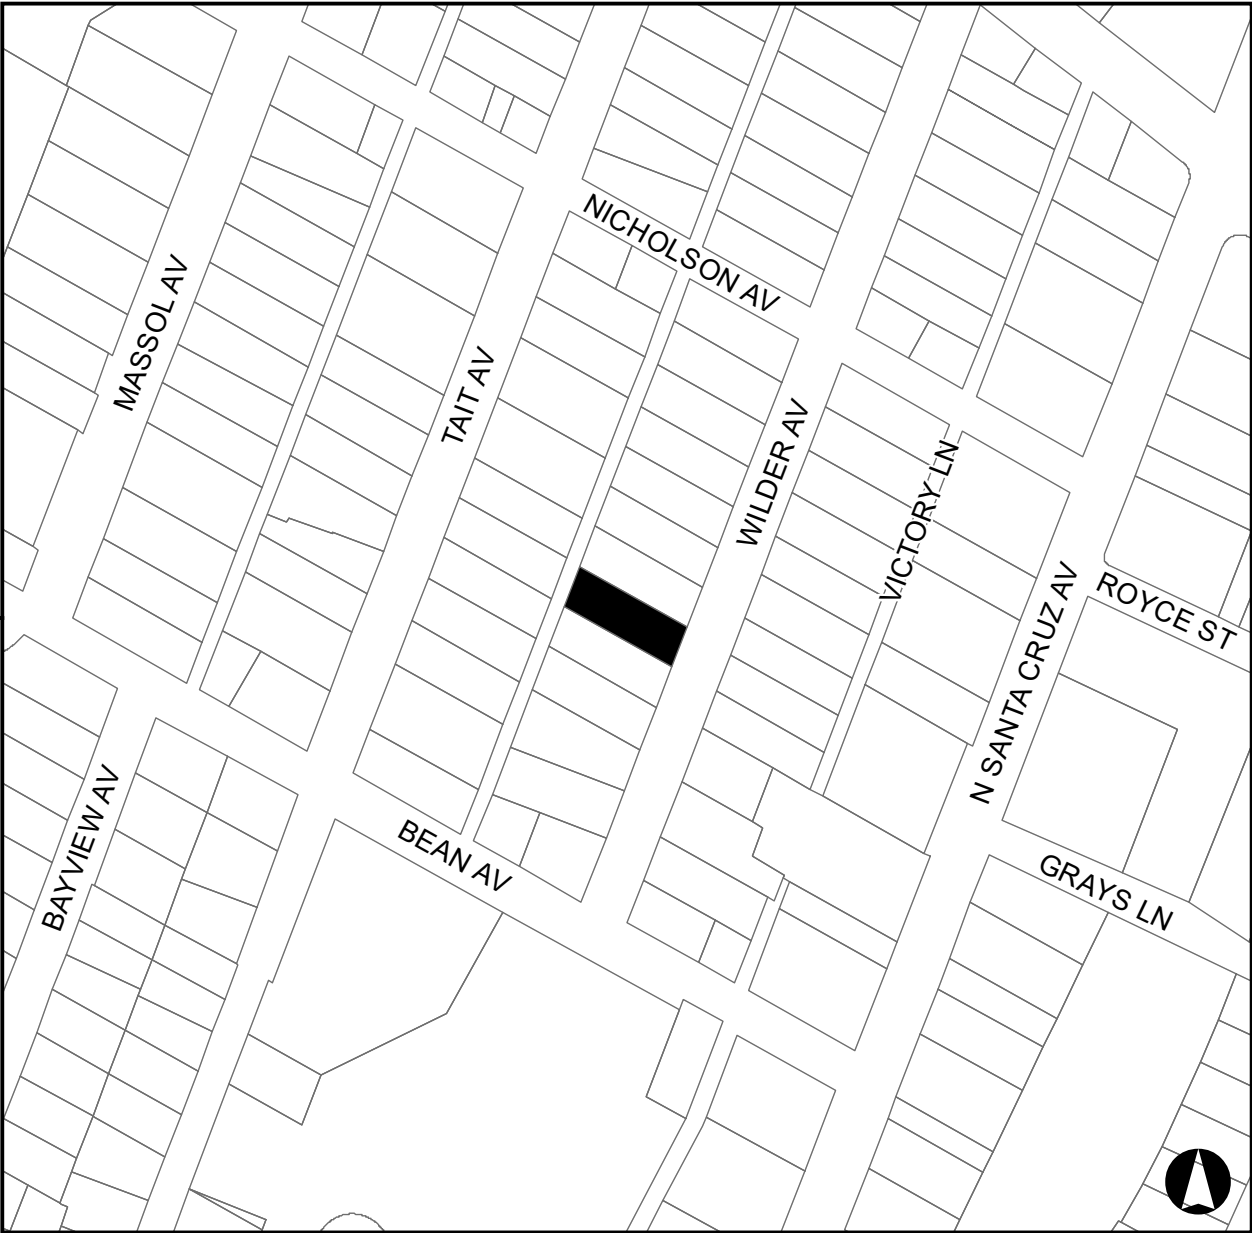 NICHOLSON AV
MASSOL AV
TAIT AV
WILDER AV
VICTORY LN
ROYCE ST
N SANTA CRUZ AV
BAYVIEW AV
BEAN AV
GRAYS LN